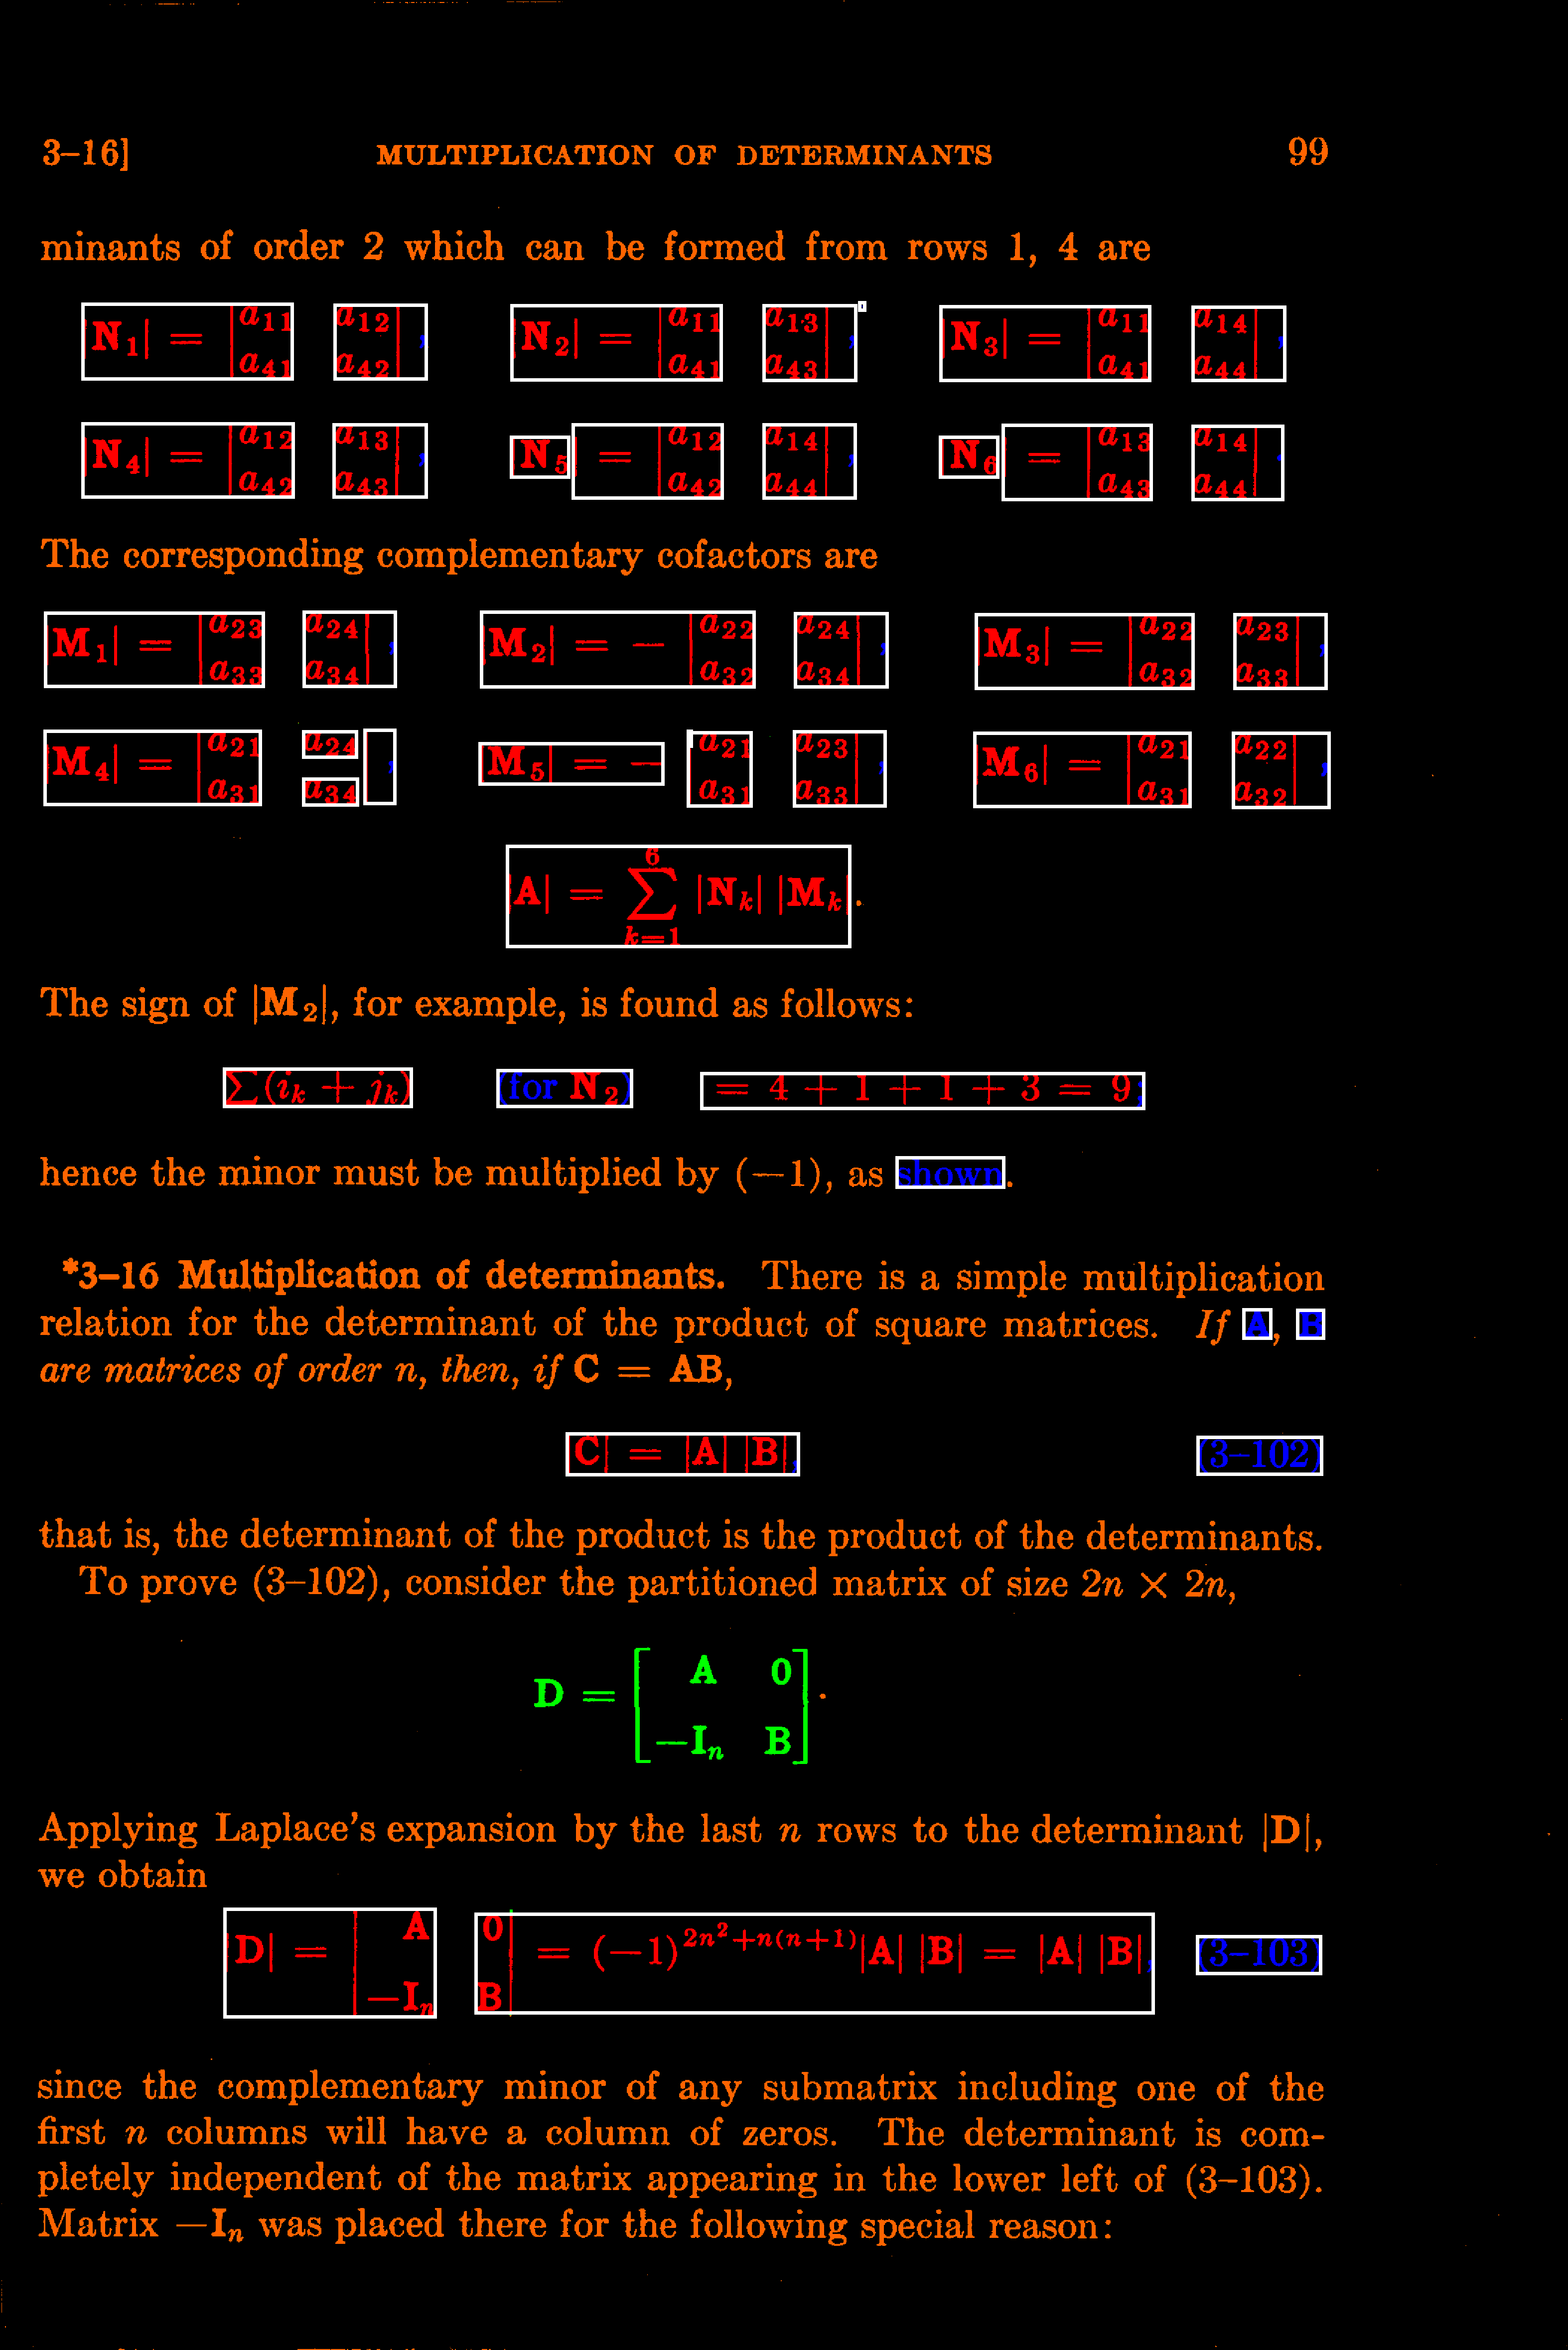 3–16] MULTIPLICATION OF DETERMINANTS 99
minants of order 2 which can be formed from rows 1, 4 are
|N₁| = |a₁₁ a₁₂; a₄₁ a₄₂|, |N₂| = |a₁₁ a₁₃; a₄₁ a₄₃|, |N₃| = |a₁₁ a₁₄; a₄₁ a₄₄|,
|N₄| = |a₁₂ a₁₃; a₄₂ a₄₃|, |N₅| = |a₁₂ a₁₄; a₄₂ a₄₄|, |N₆| = |a₁₃ a₁₄; a₄₃ a₄₄|.
The corresponding complementary cofactors are
|M₁| = |a₂₃ a₂₄; a₃₃ a₃₄|, |M₂| = − |a₂₂ a₂₄; a₃₂ a₃₄|, |M₃| = |a₂₂ a₂₃; a₃₂ a₃₃|,
|M₄| = |a₂₁ a₂₄; a₃₁ a₃₄|, |M₅| = − |a₂₁ a₂₃; a₃₁ a₃₃|, |M₆| = |a₂₁ a₂₂; a₃₁ a₃₂|,
|A| = ∑_{k=1}^{6} |N_k| |M_k|.
The sign of |M₂|, for example, is found as follows:
∑(i_k + j_k) (for N₂) = 4 + 1 + 1 + 3 = 9;
hence the minor must be multiplied by (−1), as shown.
*3–16 Multiplication of determinants. There is a simple multiplication
relation for the determinant of the product of square matrices. If A, B
are matrices of order n, then, if C = AB,
|C| = |A| |B|, (3–102)
that is, the determinant of the product is the product of the determinants.
To prove (3–102), consider the partitioned matrix of size 2n × 2n,
D = [A 0; −Iₙ B].
Applying Laplace's expansion by the last n rows to the determinant |D|,
we obtain
|D| = |A 0; −Iₙ B| = (−1)^{2n²+n(n+1)}|A| |B| = |A| |B|, (3–103)
since the complementary minor of any submatrix including one of the
first n columns will have a column of zeros. The determinant is com-
pletely independent of the matrix appearing in the lower left of (3–103).
Matrix −Iₙ was placed there for the following special reason: